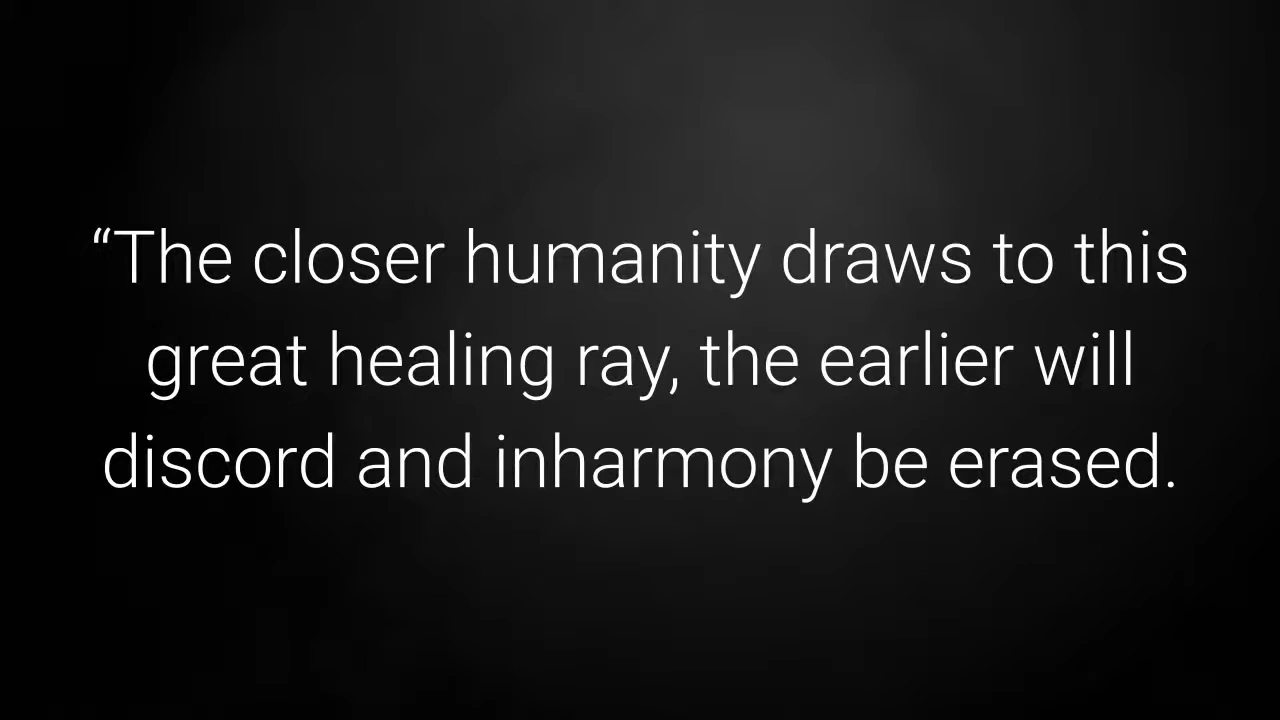 “The closer humanity draws to this
great healing ray, the earlier will
discord and inharmony be erased.